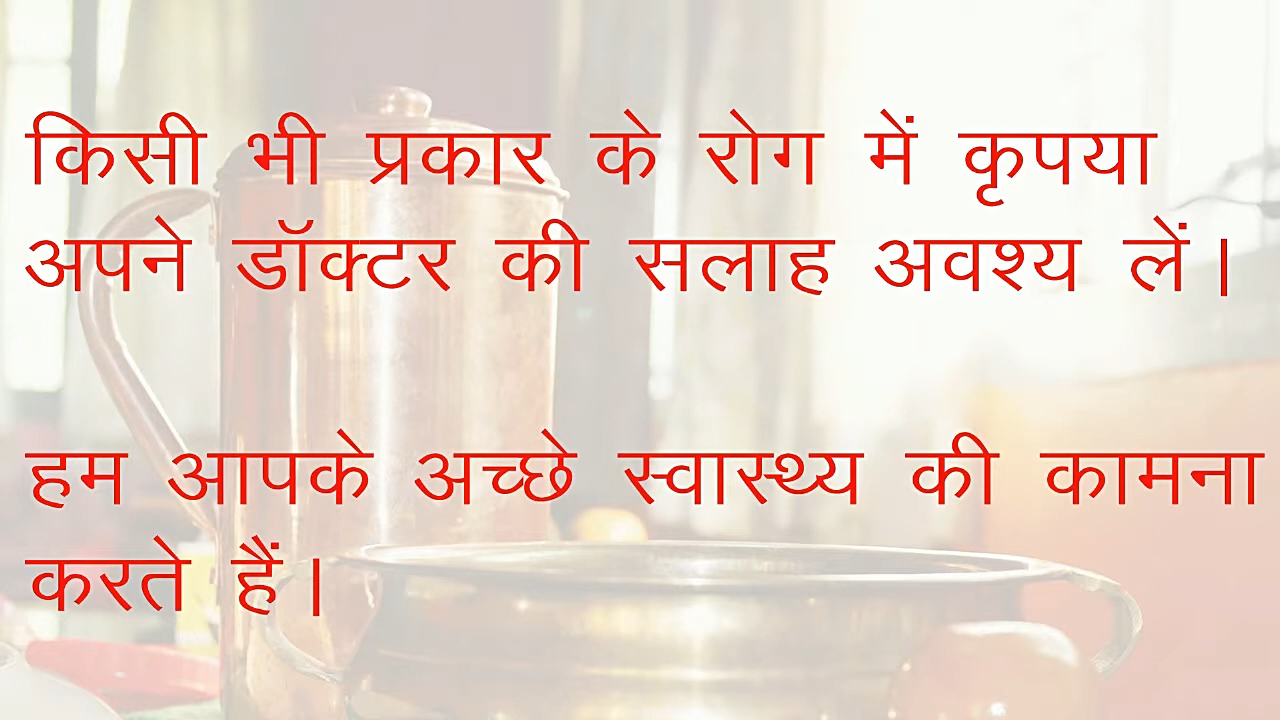 किसी भी प्रकार के रोग में कृपया
अपने डॉक्टर की सलाह अवश्य लें।
हम आपके अच्छे स्वास्थ्य की कामना
करते हैं।